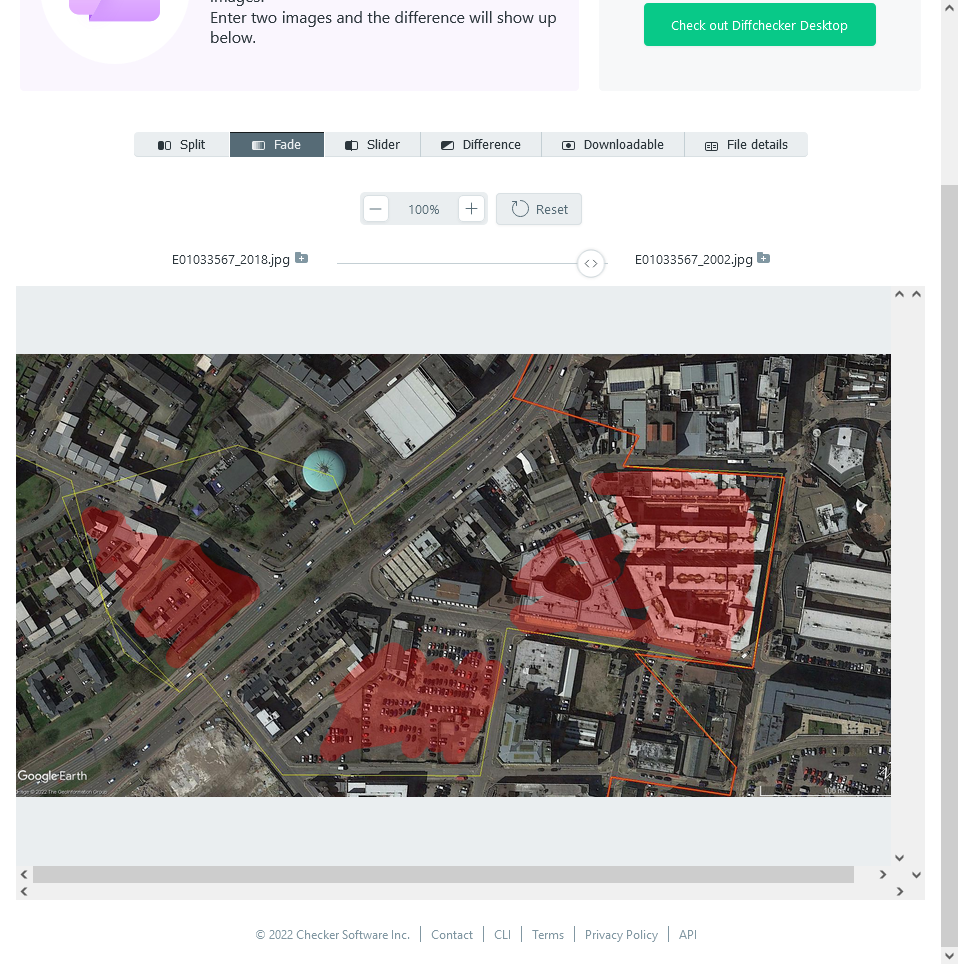 images.
Enter two images and the difference will show up
below.
Check out Diffchecker Desktop
Split
Fade
Slider
Difference
Downloadable
File details
100%
Reset
E01033567_2018.jpg
E01033567_2002.jpg
Google Earth
Image © 2022 The GeoInformation Group
100 m
© 2022 Checker Software Inc.
Contact
CLI
Terms
Privacy Policy
API